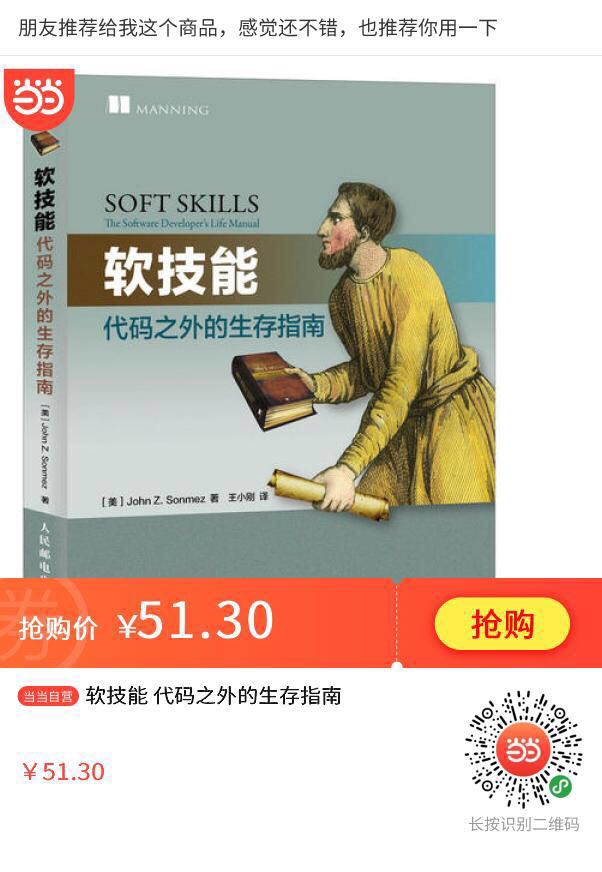 朋友推荐给我这个商品，感觉还不错，也推荐你用一下
当当
MANNING
SOFT SKILLS
The Software Developer's Life Manual
软技能
代码之外的生存指南
[美] John Z. Sonmez 著 王小刚 译
软技能 代码之外的生存指南 [美] John Z. Sonmez 著 人民邮电
券
抢购价 ¥51.30
抢购
当当自营 软技能 代码之外的生存指南
¥51.30
当当
长按识别二维码